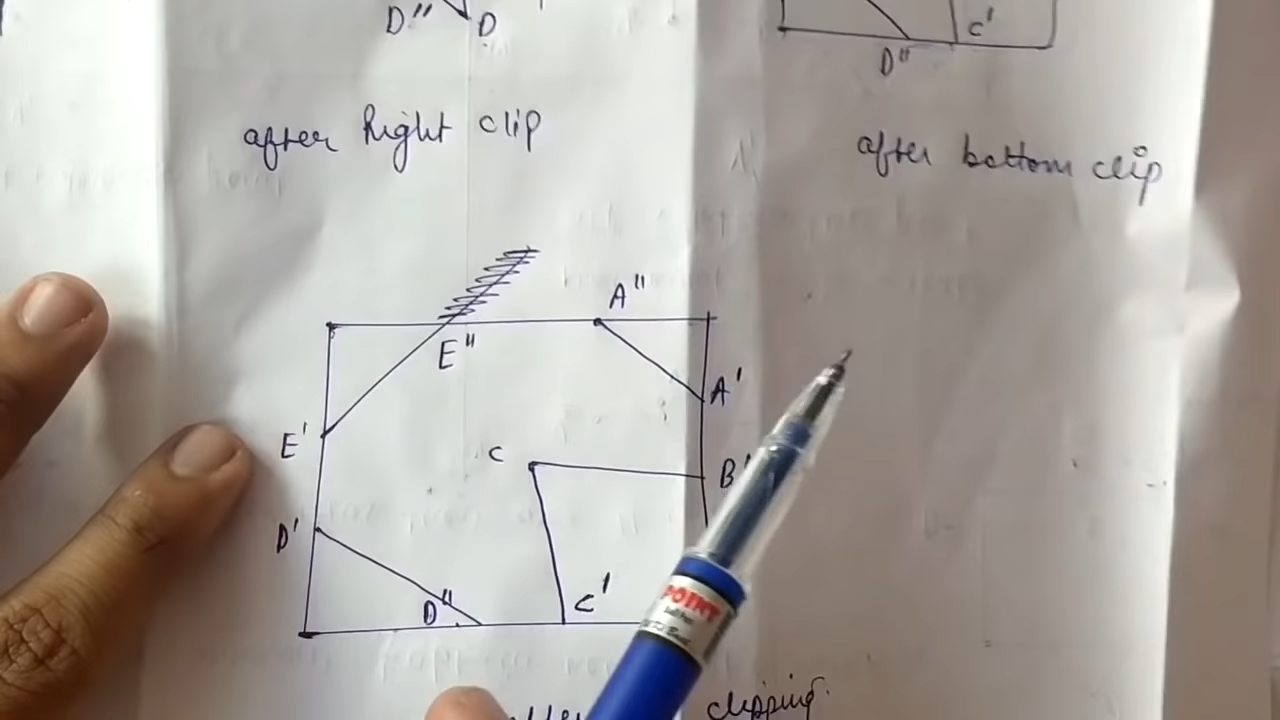 D" D
C'
D"
after Right clip
after bottom clip
A"
E"
A'
E'
C
B'
D'
C'
D"
POINT
clipping.